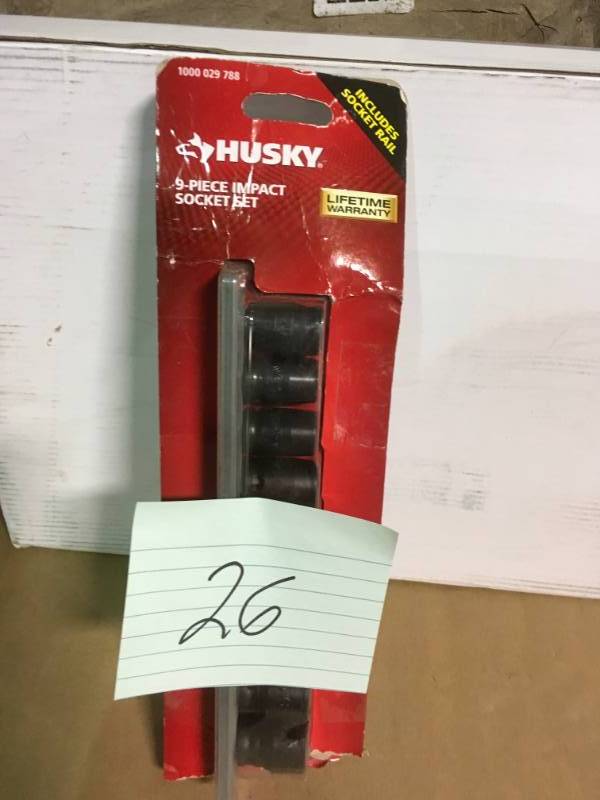 1000 029 788
INCLUDES
SOCKET RAIL
HUSKY
9-PIECE IMPACT
SOCKET SET
LIFETIME
WARRANTY
26